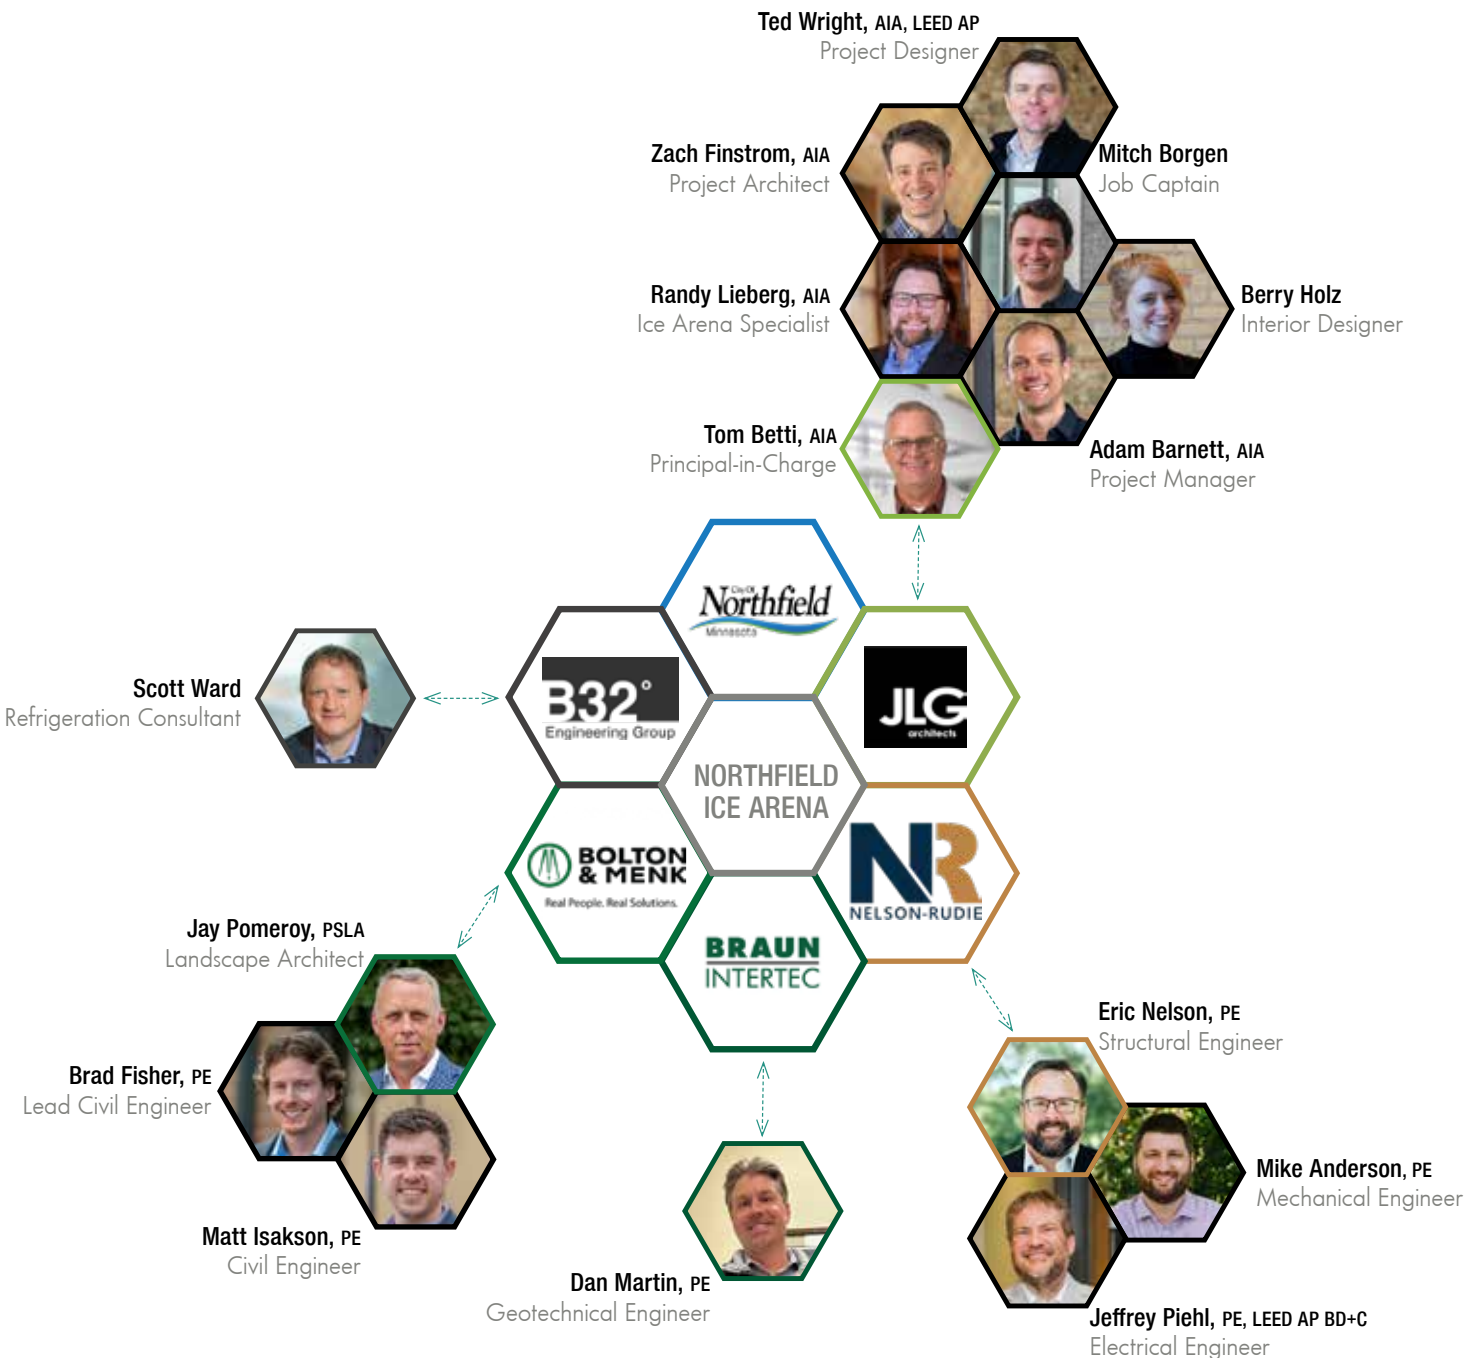 Ted Wright, AIA, LEED AP
Project Designer
Zach Finstrom, AIA
Project Architect
Mitch Borgen
Job Captain
Randy Lieberg, AIA
Ice Arena Specialist
Berry Holz
Interior Designer
Tom Betti, AIA
Principal-in-Charge
Adam Barnett, AIA
Project Manager
City Of
Northfield
Minnesota
B32°
Engineering Group
JLG
architects
Scott Ward
Refrigeration Consultant
NORTHFIELD
ICE ARENA
BOLTON
& MENK
Real People. Real Solutions.
NR
NELSON-RUDIE
BRAUN
INTERTEC
Jay Pomeroy, PSLA
Landscape Architect
Brad Fisher, PE
Lead Civil Engineer
Matt Isakson, PE
Civil Engineer
Dan Martin, PE
Geotechnical Engineer
Eric Nelson, PE
Structural Engineer
Mike Anderson, PE
Mechanical Engineer
Jeffrey Piehl, PE, LEED AP BD+C
Electrical Engineer